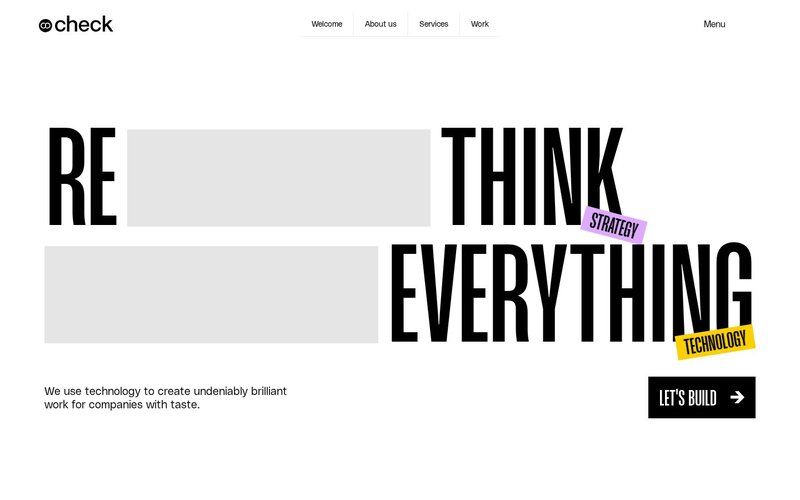 check
Welcome About us Services Work
Menu
RE THINK
STRATEGY
EVERYTHING
TECHNOLOGY
We use technology to create undeniably brilliant
work for companies with taste.
LET'S BUILD →